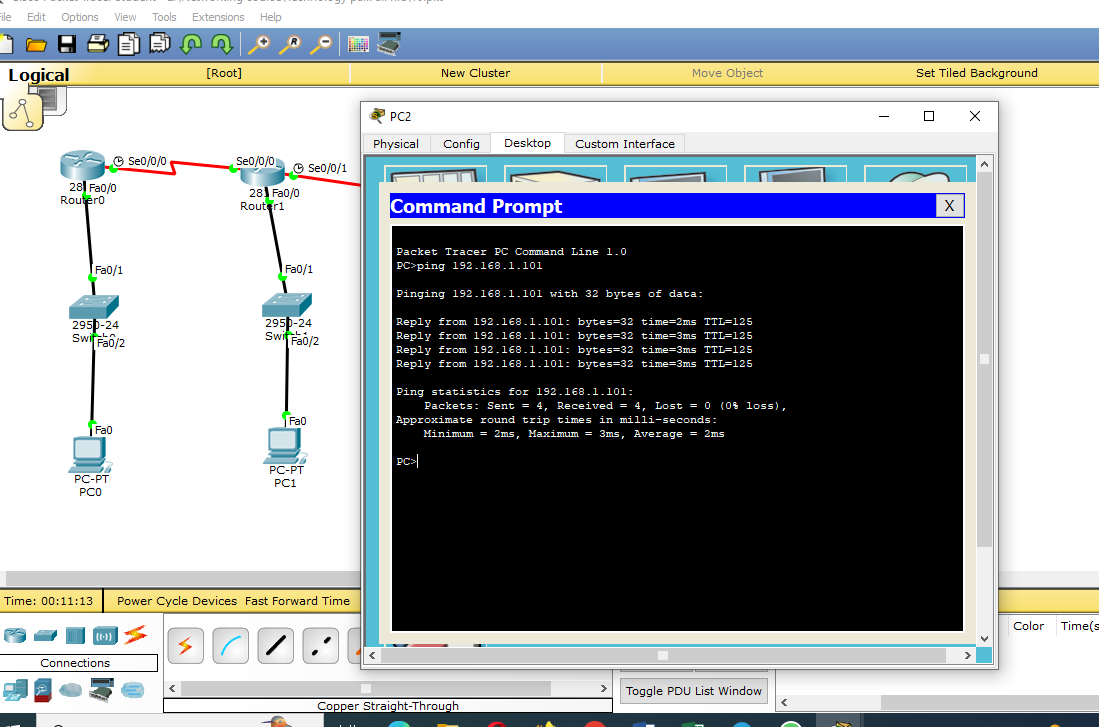 Edit Options View Tools Extensions Help
Logical
[Root]
New Cluster
Move Object
Set Tiled Background
PC2
Physical Config Desktop Custom Interface
Command Prompt
X
Packet Tracer PC Command Line 1.0
PC>ping 192.168.1.101
Pinging 192.168.1.101 with 32 bytes of data:
Reply from 192.168.1.101: bytes=32 time=2ms TTL=125
Reply from 192.168.1.101: bytes=32 time=3ms TTL=125
Reply from 192.168.1.101: bytes=32 time=3ms TTL=125
Reply from 192.168.1.101: bytes=32 time=3ms TTL=125
Ping statistics for 192.168.1.101:
Packets: Sent = 4, Received = 4, Lost = 0 (0% loss),
Approximate round trip times in milli-seconds:
Minimum = 2ms, Maximum = 3ms, Average = 2ms
PC>
Se0/0/0
Se0/0/0
Se0/0/1
Fa0/0
Router0
Fa0/0
Router1
Fa0/1
Fa0/1
2950-24
Fa0/2
2950-24
Fa0/2
Fa0
PC-PT
PC0
Fa0
PC-PT
PC1
Time: 00:11:13
Power Cycle Devices Fast Forward Time
Connections
Copper Straight-Through
Toggle PDU List Window
Color